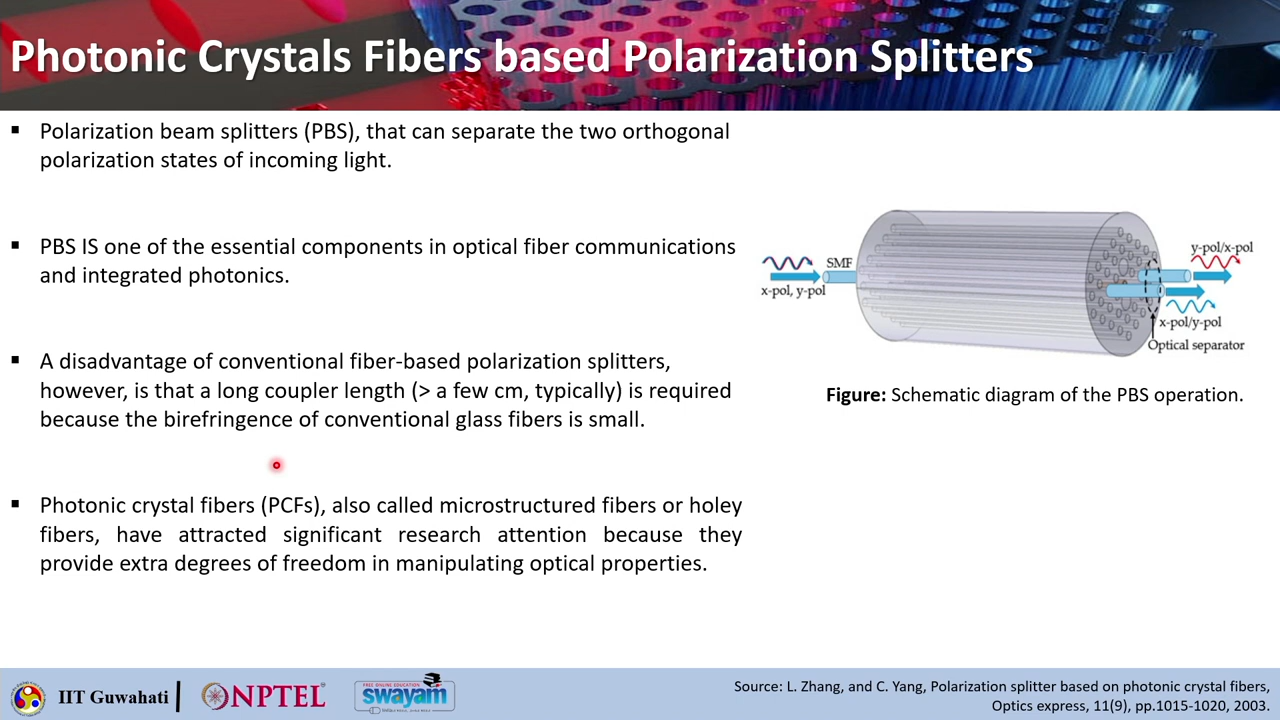 Photonic Crystals Fibers based Polarization Splitters
▪ Polarization beam splitters (PBS), that can separate the two orthogonal
polarization states of incoming light.
▪ PBS IS one of the essential components in optical fiber communications
and integrated photonics.
▪ A disadvantage of conventional fiber-based polarization splitters,
however, is that a long coupler length (> a few cm, typically) is required
because the birefringence of conventional glass fibers is small.
▪ Photonic crystal fibers (PCFs), also called microstructured fibers or holey
fibers, have attracted significant research attention because they
provide extra degrees of freedom in manipulating optical properties.
SMF
x-pol, y-pol
y-pol/x-pol
x-pol/y-pol
Optical separator
Figure: Schematic diagram of the PBS operation.
IIT Guwahati
NPTEL
FREE ONLINE EDUCATION
swayam
Source: L. Zhang, and C. Yang, Polarization splitter based on photonic crystal fibers,
Optics express, 11(9), pp.1015-1020, 2003.